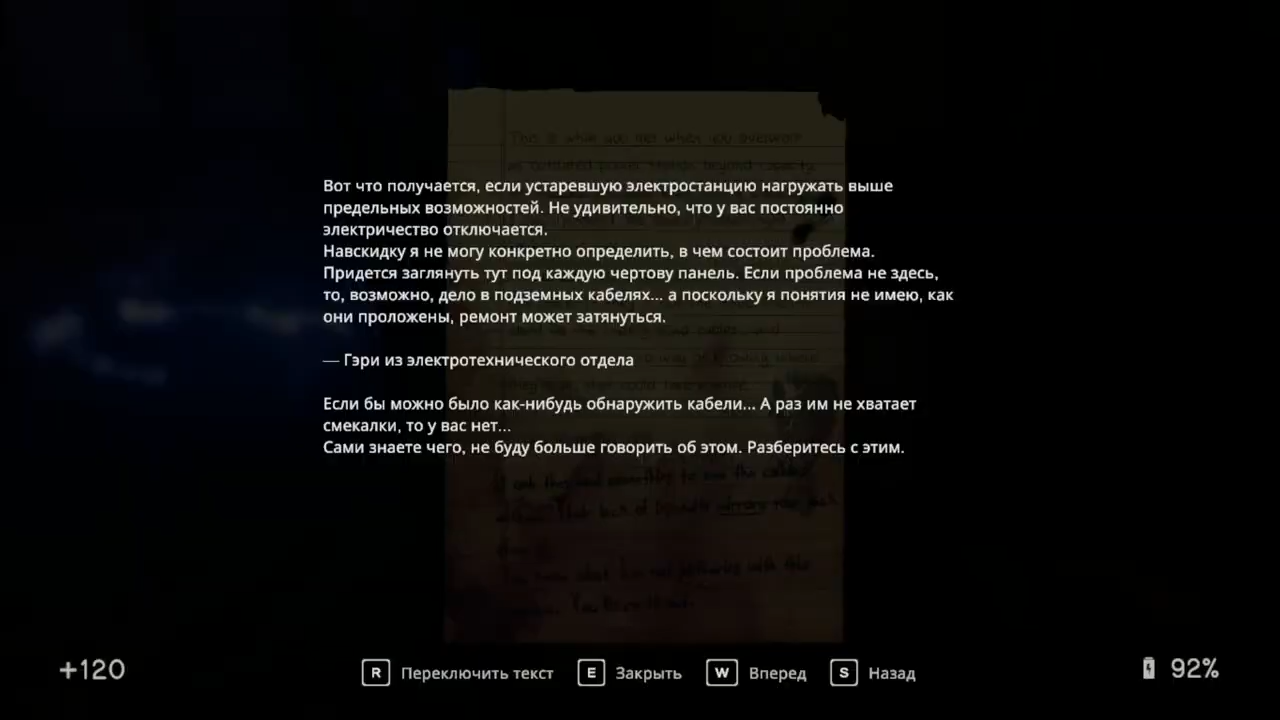 Вот что получается, если устаревшую электростанцию нагружать выше
предельных возможностей. Не удивительно, что у вас постоянно
электричество отключается.
Навскидку я не могу конкретно определить, в чем состоит проблема.
Придется заглянуть тут под каждую чертову панель. Если проблема не здесь,
то, возможно, дело в подземных кабелях... а поскольку я понятия не имею, как
они проложены, ремонт может затянуться.
— Гэри из электротехнического отдела
Если бы можно было как-нибудь обнаружить кабели... А раз им не хватает
смекалки, то у вас нет...
Сами знаете чего, не буду больше говорить об этом. Разберитесь с этим.
+120
R Переключить текст E Закрыть W Вперед S Назад
92%